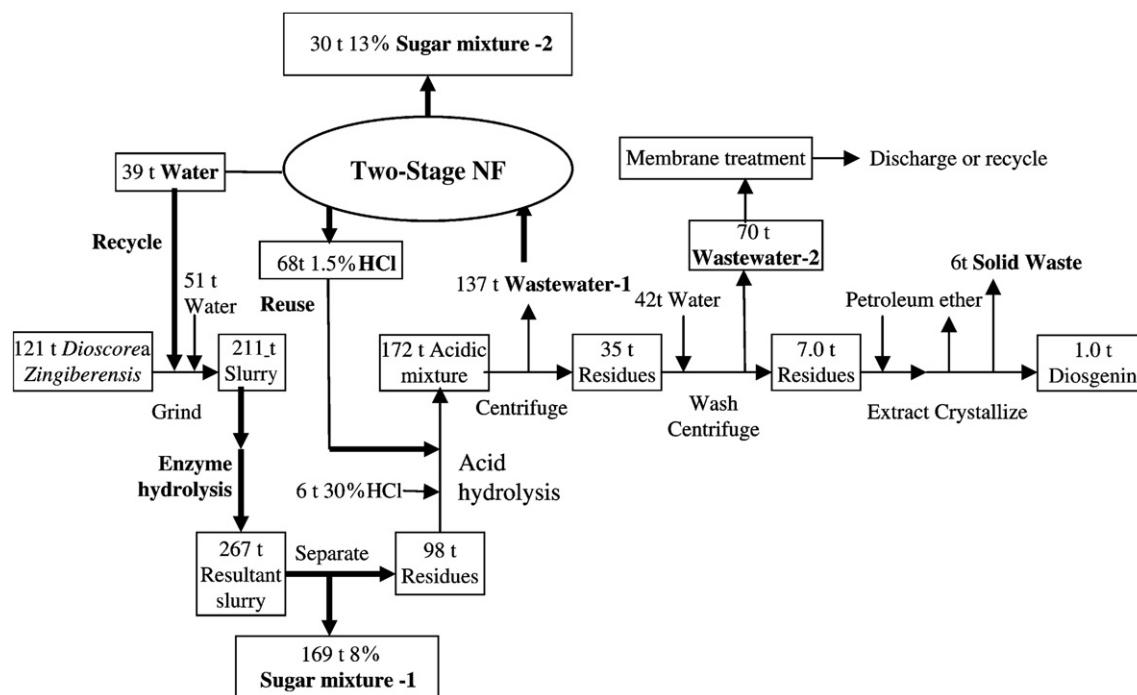 30 t 13% Sugar mixture -2
Two-Stage NF
39 t Water
Membrane treatment
Discharge or recycle
Recycle
68t 1.5% HCl
70 t
Wastewater-2
6t Solid Waste
51 t
Water
Reuse
137 t Wastewater-1
42t Water
Petroleum ether
121 t Dioscorea
Zingiberensis
211 t
Slurry
172 t Acidic
mixture
35 t
Residues
7.0 t
Residues
1.0 t
Diosgenin
Grind
Centrifuge
Wash
Centrifuge
Extract Crystallize
Enzyme
hydrolysis
Acid
hydrolysis
6 t 30%HCl
267 t
Resultant
slurry
Separate
98 t
Residues
169 t 8%
Sugar mixture -1